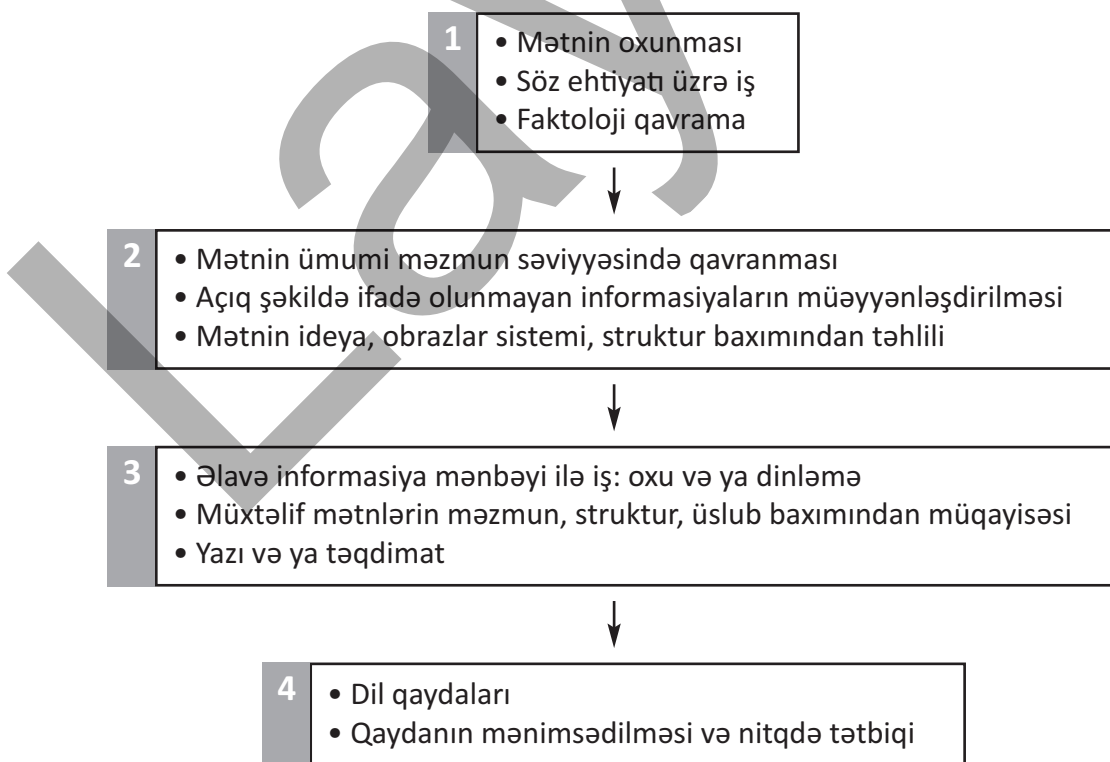 1
• Mətnin oxunması
• Söz ehtiyatı üzrə iş
• Faktoloji qavrama
2
• Mətnin ümumi məzmun səviyyəsində qavranması
• Açıq şəkildə ifadə olunmayan informasiyaların müəyyənləşdirilməsi
• Mətnin ideya, obrazlar sistemi, struktur baxımından təhlili
3
• Əlavə informasiya mənbəyi ilə iş: oxu və ya dinləmə
• Müxtəlif mətnlərin məzmun, struktur, üslub baxımından müqayisəsi
• Yazı və ya təqdimat
4
• Dil qaydaları
• Qaydanın mənimsədilməsi və nitqdə tətbiqi